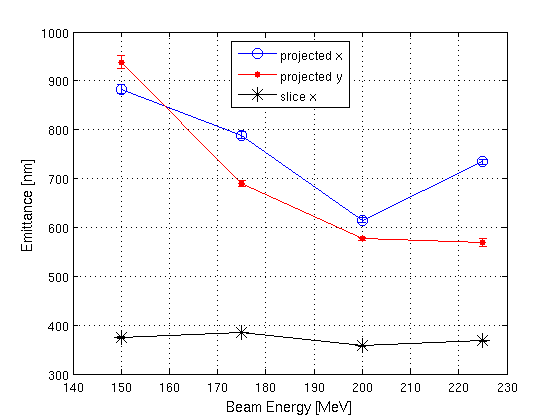 1000
900
800
700
600
500
400
300
Emittance [nm]
projected x
projected y
slice x
140 150 160 170 180 190 200 210 220 230
Beam Energy [MeV]